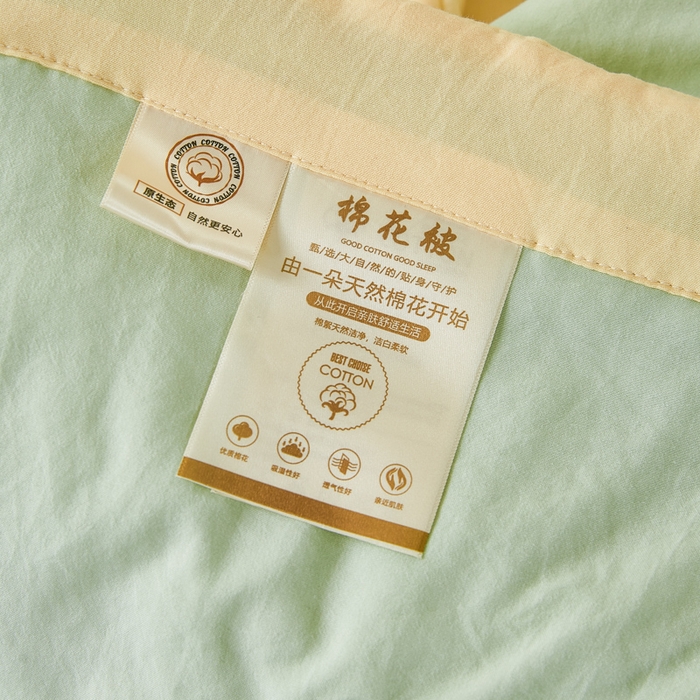 COTTON COTTON COTTON COTTON COTTON COTTON
原生态
自然更安心
棉花被
GOOD COTTON GOOD SLEEP
甄/选/大/自/然/的/贴/身/守/护
由一朵天然棉花开始
从此开启亲肤舒适生活
棉絮天然洁净，洁白柔软
BEST CHOISE
COTTON
优质棉花
吸湿性好
透气性好
亲近肌肤